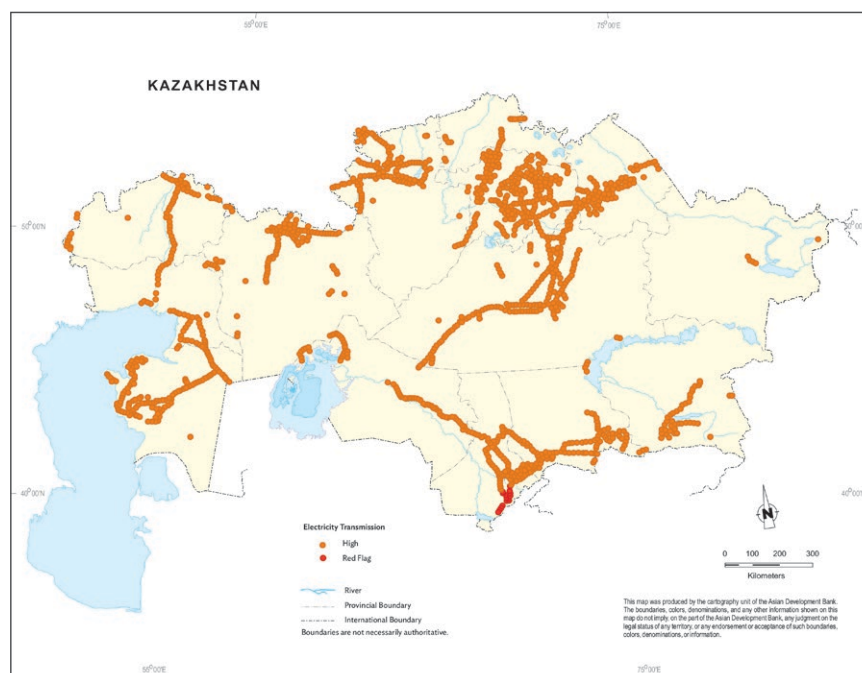 55°00'E
75°00'E
KAZAKHSTAN
50°00'N
40°00'N
40°00'N
Electricity Transmission
High
Red Flag
River
Provincial Boundary
International Boundary
Boundaries are not necessarily authoritative.
N
0 50 100 200 300
Kilometers
This map was produced by the cartography unit of the Asian Development Bank.
The boundaries, colors, denominations, and any other information shown on this
map do not imply, on the part of the Asian Development Bank, any judgment on the
legal status of any territory, or any endorsement or acceptance of such boundaries,
colors, denominations, or information.
55°00'E
75°00'E